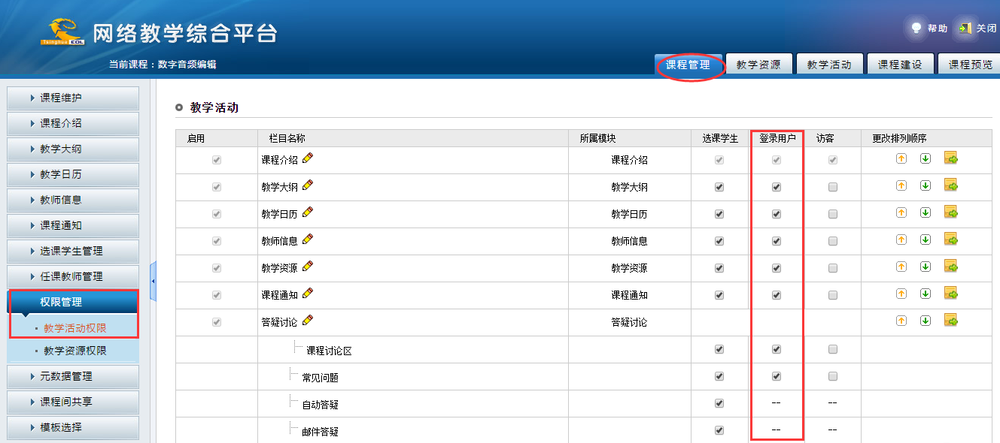 Tsinghua EOL
网络教学综合平台
帮助 关闭
当前课程：数字音频编辑
课程管理 教学资源 教学活动 课程建设 课程预览
课程维护
课程介绍
教学大纲
教学日历
教师信息
课程通知
选课学生管理
任课教师管理
权限管理
教学活动权限
教学资源权限
元数据管理
课程间共享
模板选择
教学活动
启用 栏目名称 所属模块 选课学生 登录用户 访客 更改排列顺序
课程介绍 课程介绍
教学大纲 教学大纲
教学日历 教学日历
教师信息 教师信息
教学资源 教学资源
课程通知 课程通知
答疑讨论 答疑讨论
课程讨论区
常见问题
自动答疑 -- --
邮件答疑 -- --